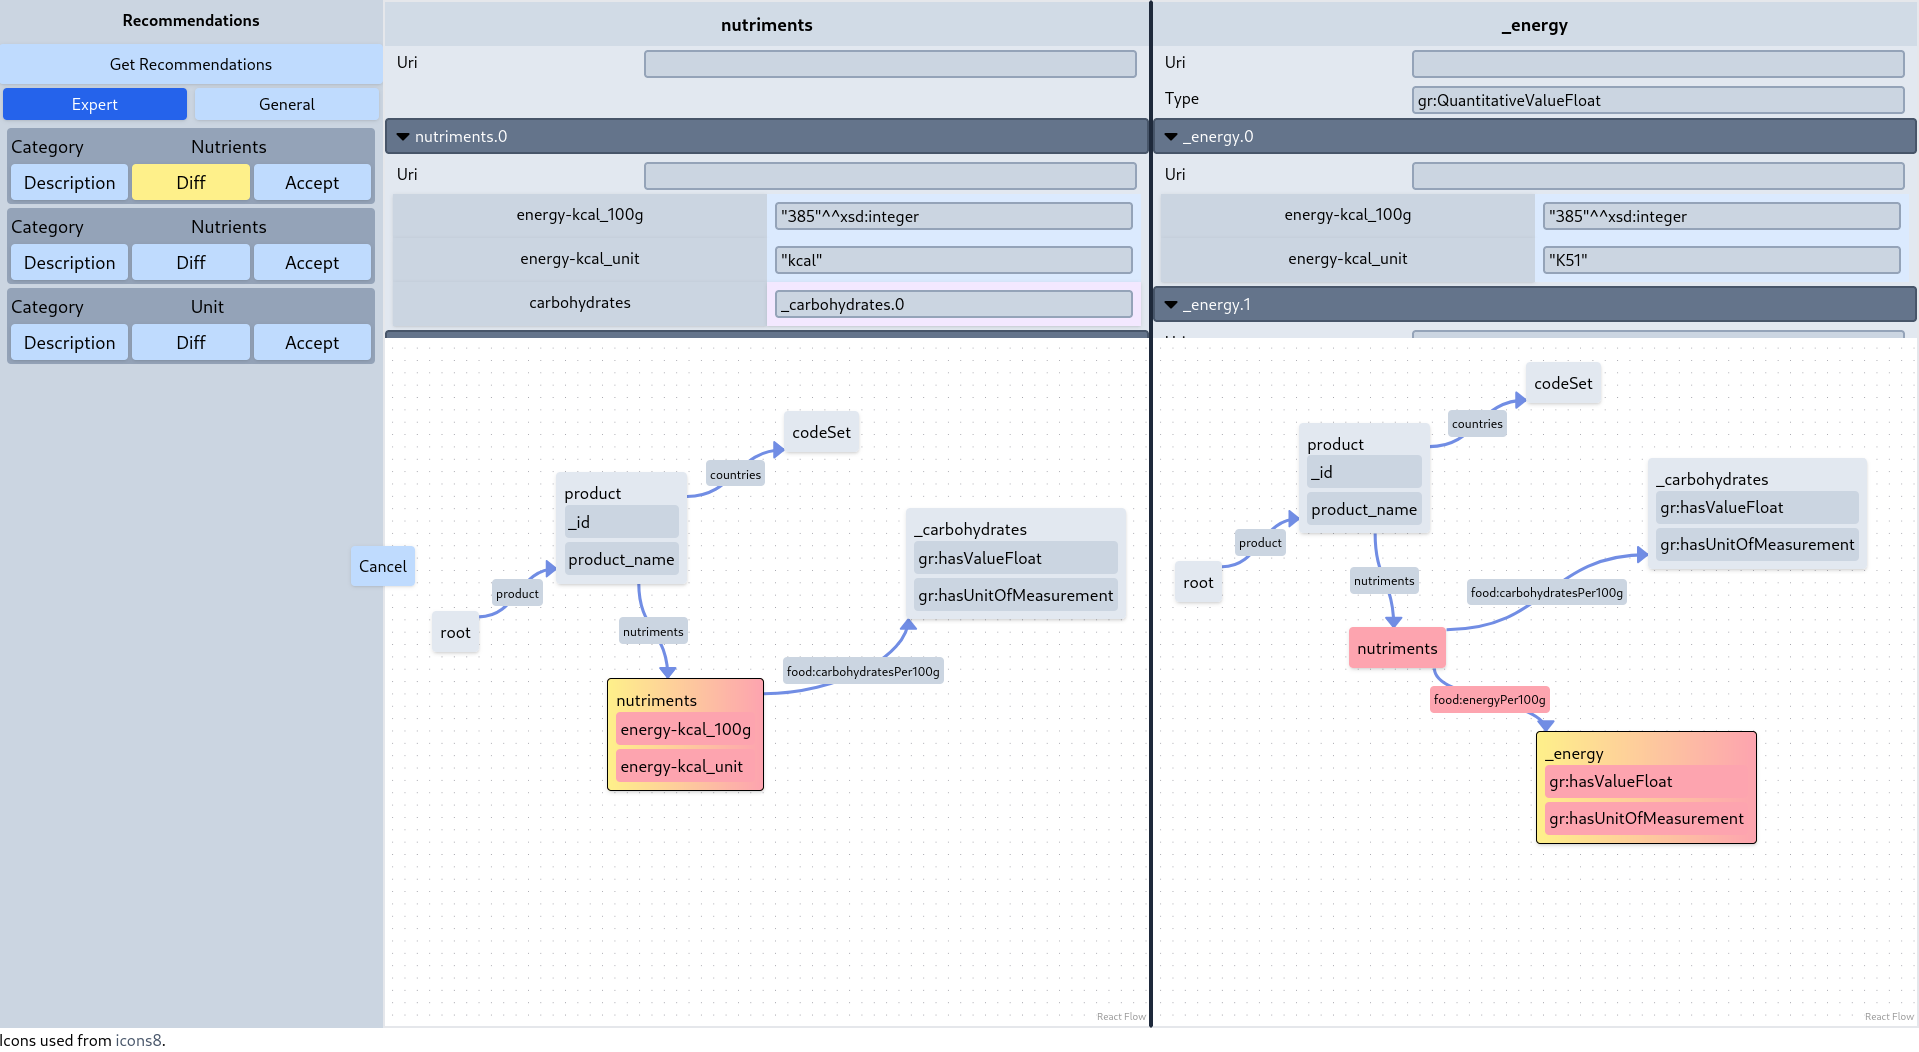 Recommendations
Get Recommendations
Expert General
Category Nutrients
Description Diff Accept
Category Nutrients
Description Diff Accept
Category Unit
Description Diff Accept
Cancel
nutriments
Uri
nutriments.0
Uri
energy-kcal_100g "385"^^xsd:integer
energy-kcal_unit "kcal"
carbohydrates _carbohydrates.0
codeSet
countries
product
_id
product_name
product
root
nutriments
_carbohydrates
gr:hasValueFloat
gr:hasUnitOfMeasurement
food:carbohydratesPer100g
nutriments
energy-kcal_100g
energy-kcal_unit
React Flow
_energy
Uri
Type gr:QuantitativeValueFloat
_energy.0
Uri
energy-kcal_100g "385"^^xsd:integer
energy-kcal_unit "K51"
_energy.1
codeSet
countries
product
_id
product_name
product
root
nutriments
_carbohydrates
gr:hasValueFloat
gr:hasUnitOfMeasurement
food:carbohydratesPer100g
nutriments
food:energyPer100g
_energy
gr:hasValueFloat
gr:hasUnitOfMeasurement
React Flow
Icons used from icons8.